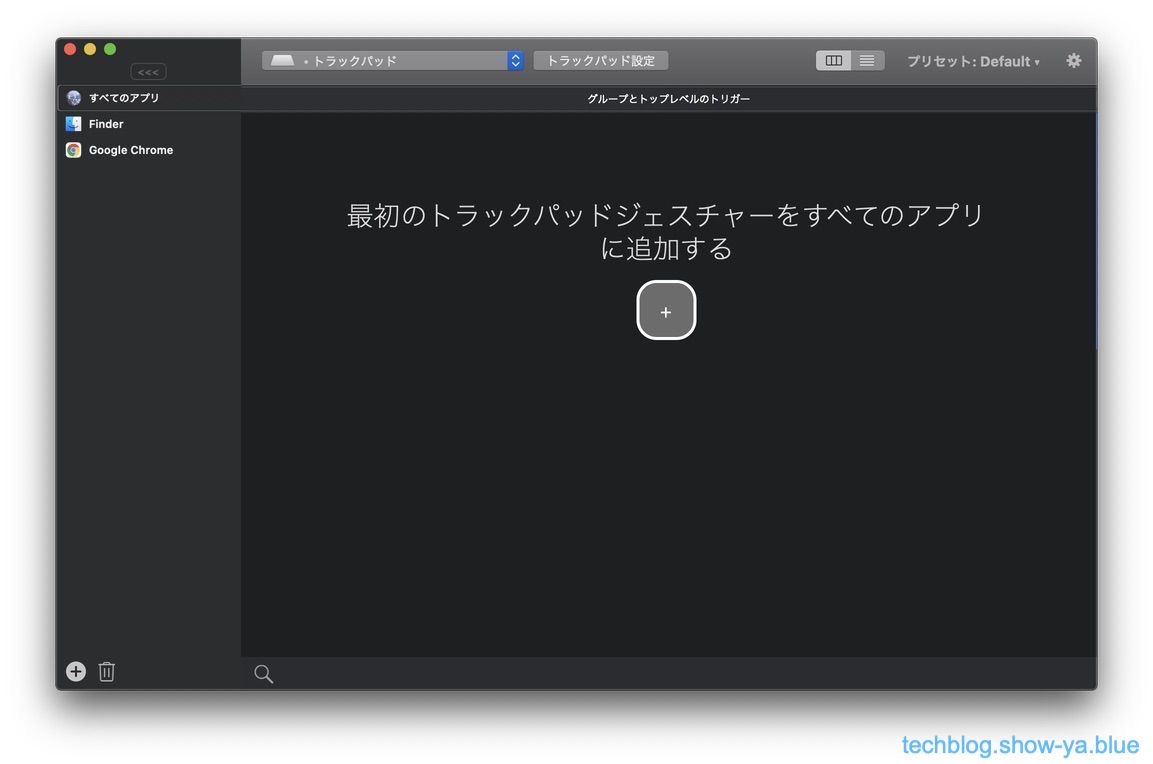 <<<
• トラックパッド
トラックパッド設定
プリセット: Default ▾
すべてのアプリ
グループとトップレベルのトリガー
Finder
Google Chrome
最初のトラックパッドジェスチャーをすべてのアプリ
に追加する
+
techblog.show-ya.blue